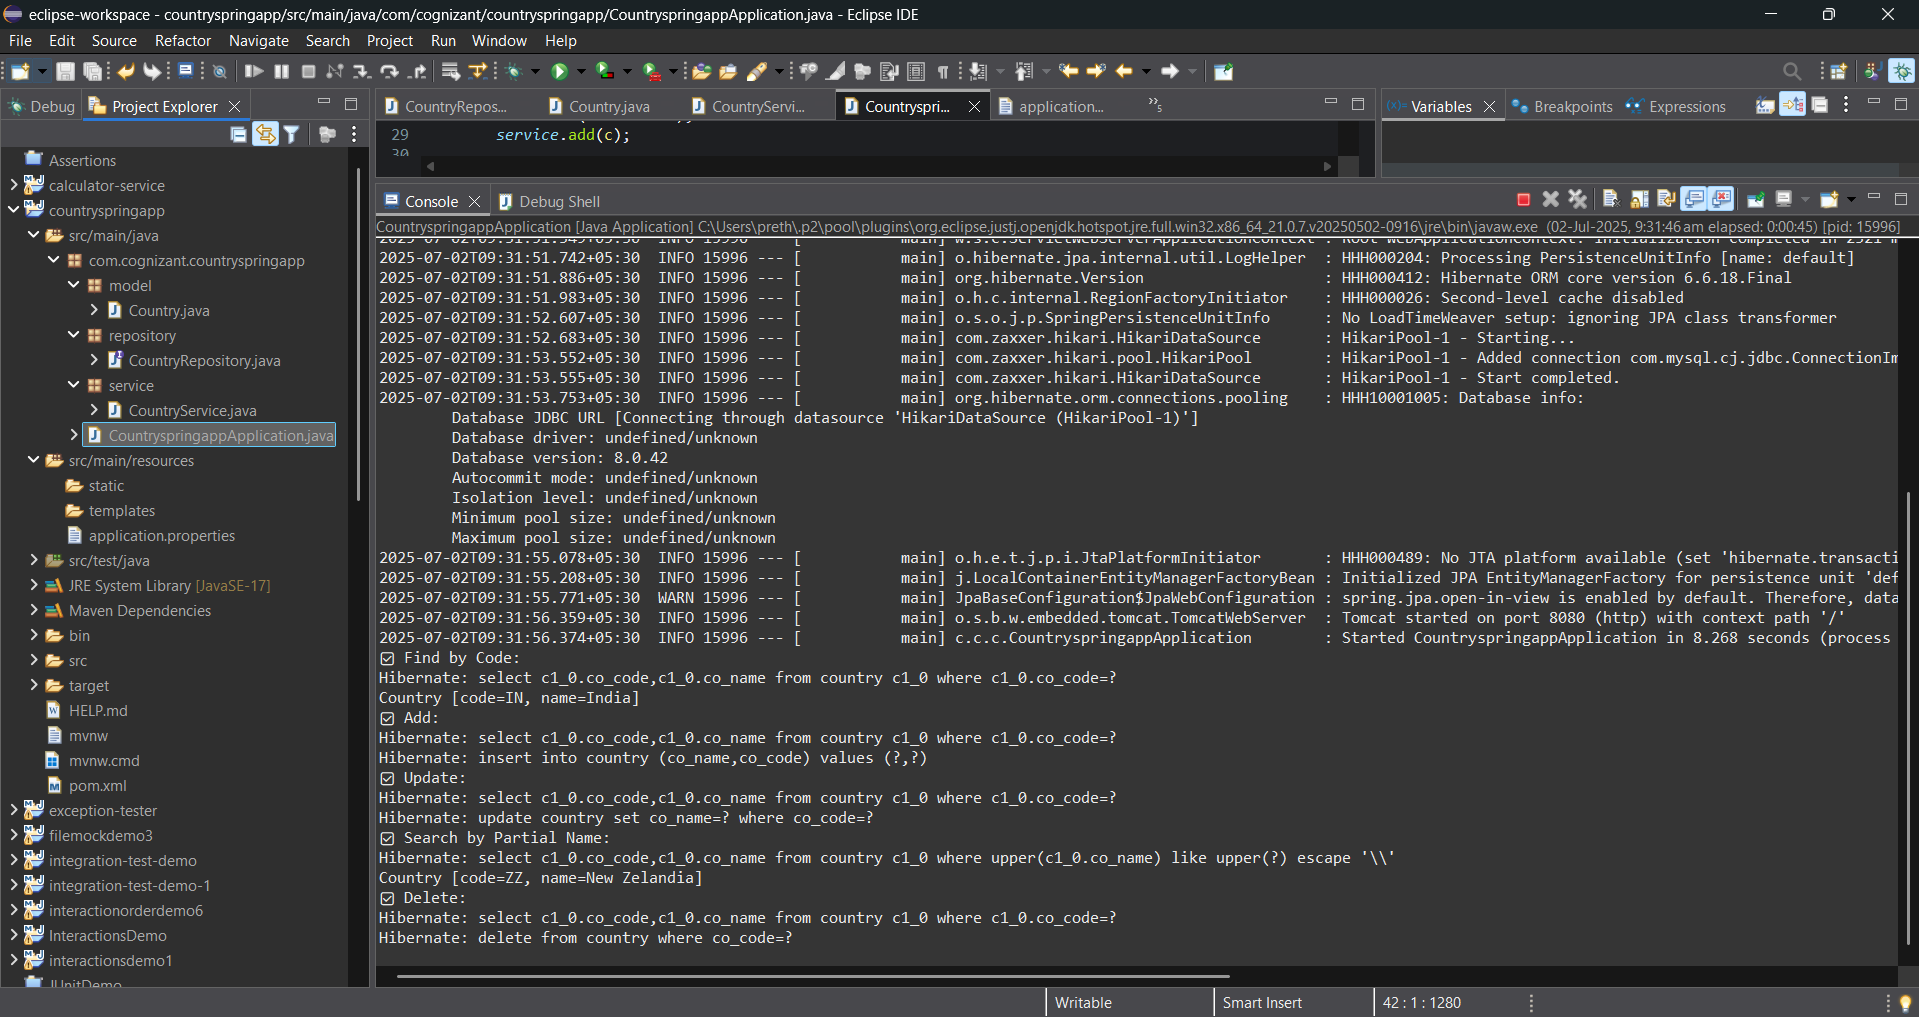 eclipse-workspace - countryspringapp/src/main/java/com/cognizant/countryspringapp/CountryspringappApplication.java - Eclipse IDE
File Edit Source Refactor Navigate Search Project Run Window Help
Debug
Project Explorer
Assertions
calculator-service
countryspringapp
src/main/java
com.cognizant.countryspringapp
model
Country.java
repository
CountryRepository.java
service
CountryService.java
CountryspringappApplication.java
src/main/resources
static
templates
application.properties
src/test/java
JRE System Library [JavaSE-17]
Maven Dependencies
bin
src
target
HELP.md
mvnw
mvnw.cmd
pom.xml
exception-tester
filemockdemo3
integration-test-demo
integration-test-demo-1
interactionorderdemo6
InteractionsDemo
interactionsdemo1
JUnitDemo
CountryRepos... Country.java CountryServi... Countryspri... application... »5
29 service.add(c);
30
Variables Breakpoints Expressions
Console Debug Shell
CountryspringappApplication [Java Application] C:\Users\preth\.p2\pool\plugins\org.eclipse.justj.openjdk.hotspot.jre.full.win32.x86_64_21.0.7.v20250502-0916\jre\bin\javaw.exe (02-Jul-2025, 9:31:46 am elapsed: 0:00:45) [pid: 15996]
2025-07-02T09:31:51.742+05:30 INFO 15996 --- [ main] o.hibernate.jpa.internal.util.LogHelper : HHH000204: Processing PersistenceUnitInfo [name: default]
2025-07-02T09:31:51.886+05:30 INFO 15996 --- [ main] org.hibernate.Version : HHH000412: Hibernate ORM core version 6.6.18.Final
2025-07-02T09:31:51.983+05:30 INFO 15996 --- [ main] o.h.c.internal.RegionFactoryInitiator : HHH000026: Second-level cache disabled
2025-07-02T09:31:52.607+05:30 INFO 15996 --- [ main] o.s.o.j.p.SpringPersistenceUnitInfo : No LoadTimeWeaver setup: ignoring JPA class transformer
2025-07-02T09:31:52.683+05:30 INFO 15996 --- [ main] com.zaxxer.hikari.HikariDataSource : HikariPool-1 - Starting...
2025-07-02T09:31:53.552+05:30 INFO 15996 --- [ main] com.zaxxer.hikari.pool.HikariPool : HikariPool-1 - Added connection com.mysql.cj.jdbc.ConnectionIm
2025-07-02T09:31:53.555+05:30 INFO 15996 --- [ main] com.zaxxer.hikari.HikariDataSource : HikariPool-1 - Start completed.
2025-07-02T09:31:53.753+05:30 INFO 15996 --- [ main] org.hibernate.orm.connections.pooling : HHH10001005: Database info:
Database JDBC URL [Connecting through datasource 'HikariDataSource (HikariPool-1)']
Database driver: undefined/unknown
Database version: 8.0.42
Autocommit mode: undefined/unknown
Isolation level: undefined/unknown
Minimum pool size: undefined/unknown
Maximum pool size: undefined/unknown
2025-07-02T09:31:55.078+05:30 INFO 15996 --- [ main] o.h.e.t.j.p.i.JtaPlatformInitiator : HHH000489: No JTA platform available (set 'hibernate.transacti
2025-07-02T09:31:55.208+05:30 INFO 15996 --- [ main] j.LocalContainerEntityManagerFactoryBean : Initialized JPA EntityManagerFactory for persistence unit 'def
2025-07-02T09:31:55.771+05:30 WARN 15996 --- [ main] JpaBaseConfiguration$JpaWebConfiguration : spring.jpa.open-in-view is enabled by default. Therefore, data
2025-07-02T09:31:56.359+05:30 INFO 15996 --- [ main] o.s.b.w.embedded.tomcat.TomcatWebServer : Tomcat started on port 8080 (http) with context path '/'
2025-07-02T09:31:56.374+05:30 INFO 15996 --- [ main] c.c.c.CountryspringappApplication : Started CountryspringappApplication in 8.268 seconds (process
☑ Find by Code:
Hibernate: select c1_0.co_code,c1_0.co_name from country c1_0 where c1_0.co_code=?
Country [code=IN, name=India]
☑ Add:
Hibernate: select c1_0.co_code,c1_0.co_name from country c1_0 where c1_0.co_code=?
Hibernate: insert into country (co_name,co_code) values (?,?)
☑ Update:
Hibernate: select c1_0.co_code,c1_0.co_name from country c1_0 where c1_0.co_code=?
Hibernate: update country set co_name=? where co_code=?
☑ Search by Partial Name:
Hibernate: select c1_0.co_code,c1_0.co_name from country c1_0 where upper(c1_0.co_name) like upper(?) escape '\\'
Country [code=ZZ, name=New Zelandia]
☑ Delete:
Hibernate: select c1_0.co_code,c1_0.co_name from country c1_0 where c1_0.co_code=?
Hibernate: delete from country where co_code=?
Writable Smart Insert 42 : 1 : 1280